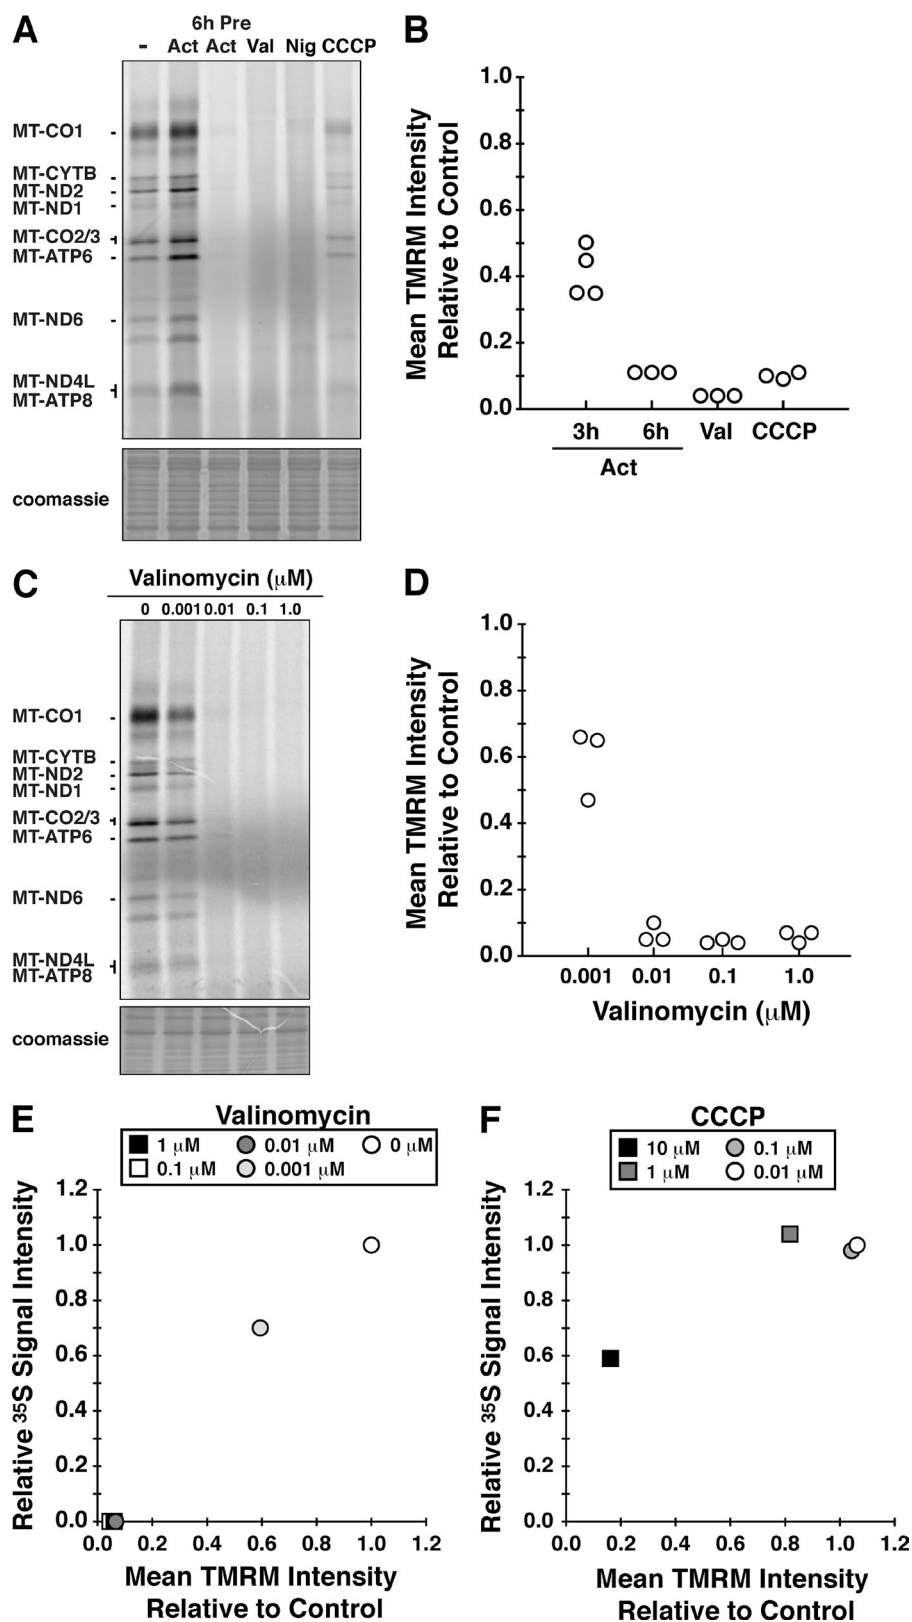 A
6h Pre
- Act Act Val Nig CCCP
MT-CO1 -
MT-CYTB -
MT-ND2 -
MT-ND1 -
MT-CO2/3
MT-ATP6 -
MT-ND6 -
MT-ND4L
MT-ATP8
coomassie
B
Mean TMRM Intensity
Relative to Control
1.0
0.8
0.6
0.4
0.2
0.0
3h 6h Val CCCP
Act
C
Valinomycin (μM)
0 0.001 0.01 0.1 1.0
MT-CO1 -
MT-CYTB -
MT-ND2 -
MT-ND1 -
MT-CO2/3
MT-ATP6 -
MT-ND6 -
MT-ND4L
MT-ATP8
coomassie
D
Mean TMRM Intensity
Relative to Control
1.0
0.8
0.6
0.4
0.2
0.0
0.001 0.01 0.1 1.0
Valinomycin (μM)
E
Valinomycin
1 μM 0.01 μM 0 μM
0.1 μM 0.001 μM
Relative ³⁵S Signal Intensity
1.2
1.0
0.8
0.6
0.4
0.2
0.0
0.0 0.2 0.4 0.6 0.8 1.0 1.2
Mean TMRM Intensity
Relative to Control
F
CCCP
10 μM 0.1 μM
1 μM 0.01 μM
Relative ³⁵S Signal Intensity
1.2
1.0
0.8
0.6
0.4
0.2
0.0
0.0 0.2 0.4 0.6 0.8 1.0 1.2
Mean TMRM Intensity
Relative to Control